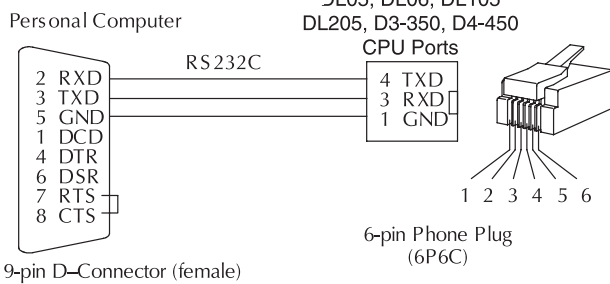 DL05, DL06, DL105
DL205, D3-350, D4-450
CPU Ports
Personal Computer
RS232C
2 RXD
3 TXD
5 GND
1 DCD
4 DTR
6 DSR
7 RTS
8 CTS
4 TXD
3 RXD
1 GND
1 2 3 4 5 6
6-pin Phone Plug
(6P6C)
9-pin D–Connector (female)